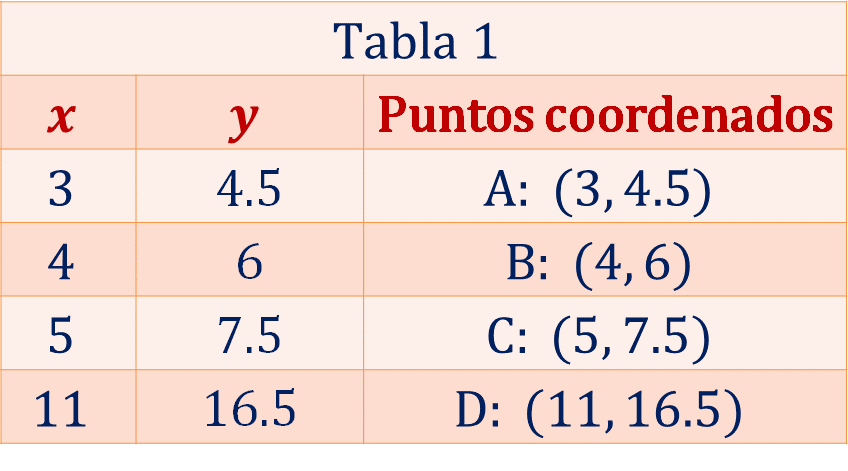 Tabla 1
x y Puntos coordenados
3 4.5 A: (3, 4.5)
4 6 B: (4, 6)
5 7.5 C: (5, 7.5)
11 16.5 D: (11, 16.5)